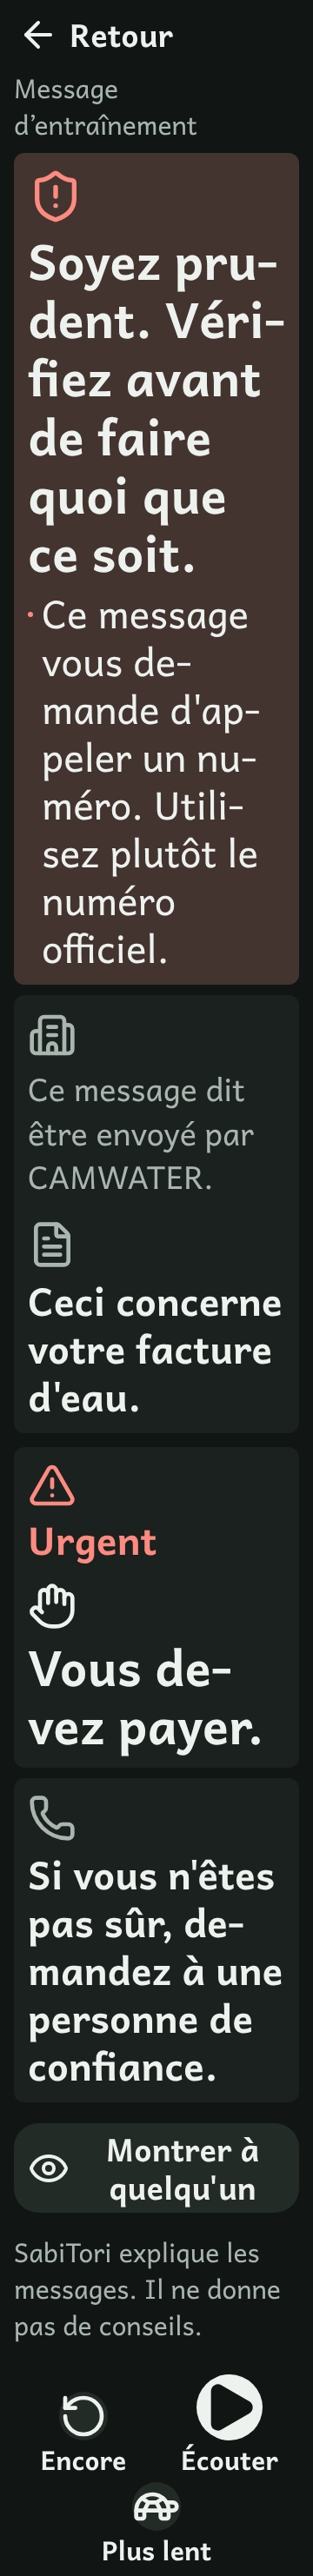 Retour
Message
d’entraînement
Soyez pru-
dent. Véri-
fiez avant
de faire
quoi que
ce soit.
· Ce message
vous de-
mande d'ap-
peler un nu-
méro. Utili-
sez plutôt le
numéro
officiel.
Ce message dit
être envoyé par
CAMWATER.
Ceci concerne
votre facture
d'eau.
Urgent
Vous de-
vez payer.
Si vous n'êtes
pas sûr, de-
mandez à une
personne de
confiance.
Montrer à
quelqu'un
SabiTori explique les
messages. Il ne donne
pas de conseils.
Encore
Écouter
Plus lent